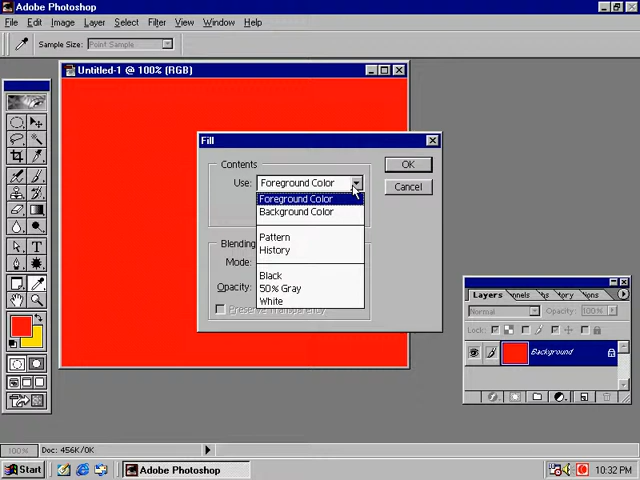 Adobe Photoshop
File Edit Image Layer Select Filter View Window Help
Sample Size: Point Sample
Untitled-1 @ 100% (RGB)
Fill
Contents
Use: Foreground Color
OK
Cancel
Foreground Color
Background Color
Pattern
History
Black
50% Gray
White
Blending
Mode:
Opacity:
Preserve Transparency
Layers
Normal Opacity: 100%
Lock:
Background
100% Doc: 456K/0K
Start Adobe Photoshop 10:32 PM